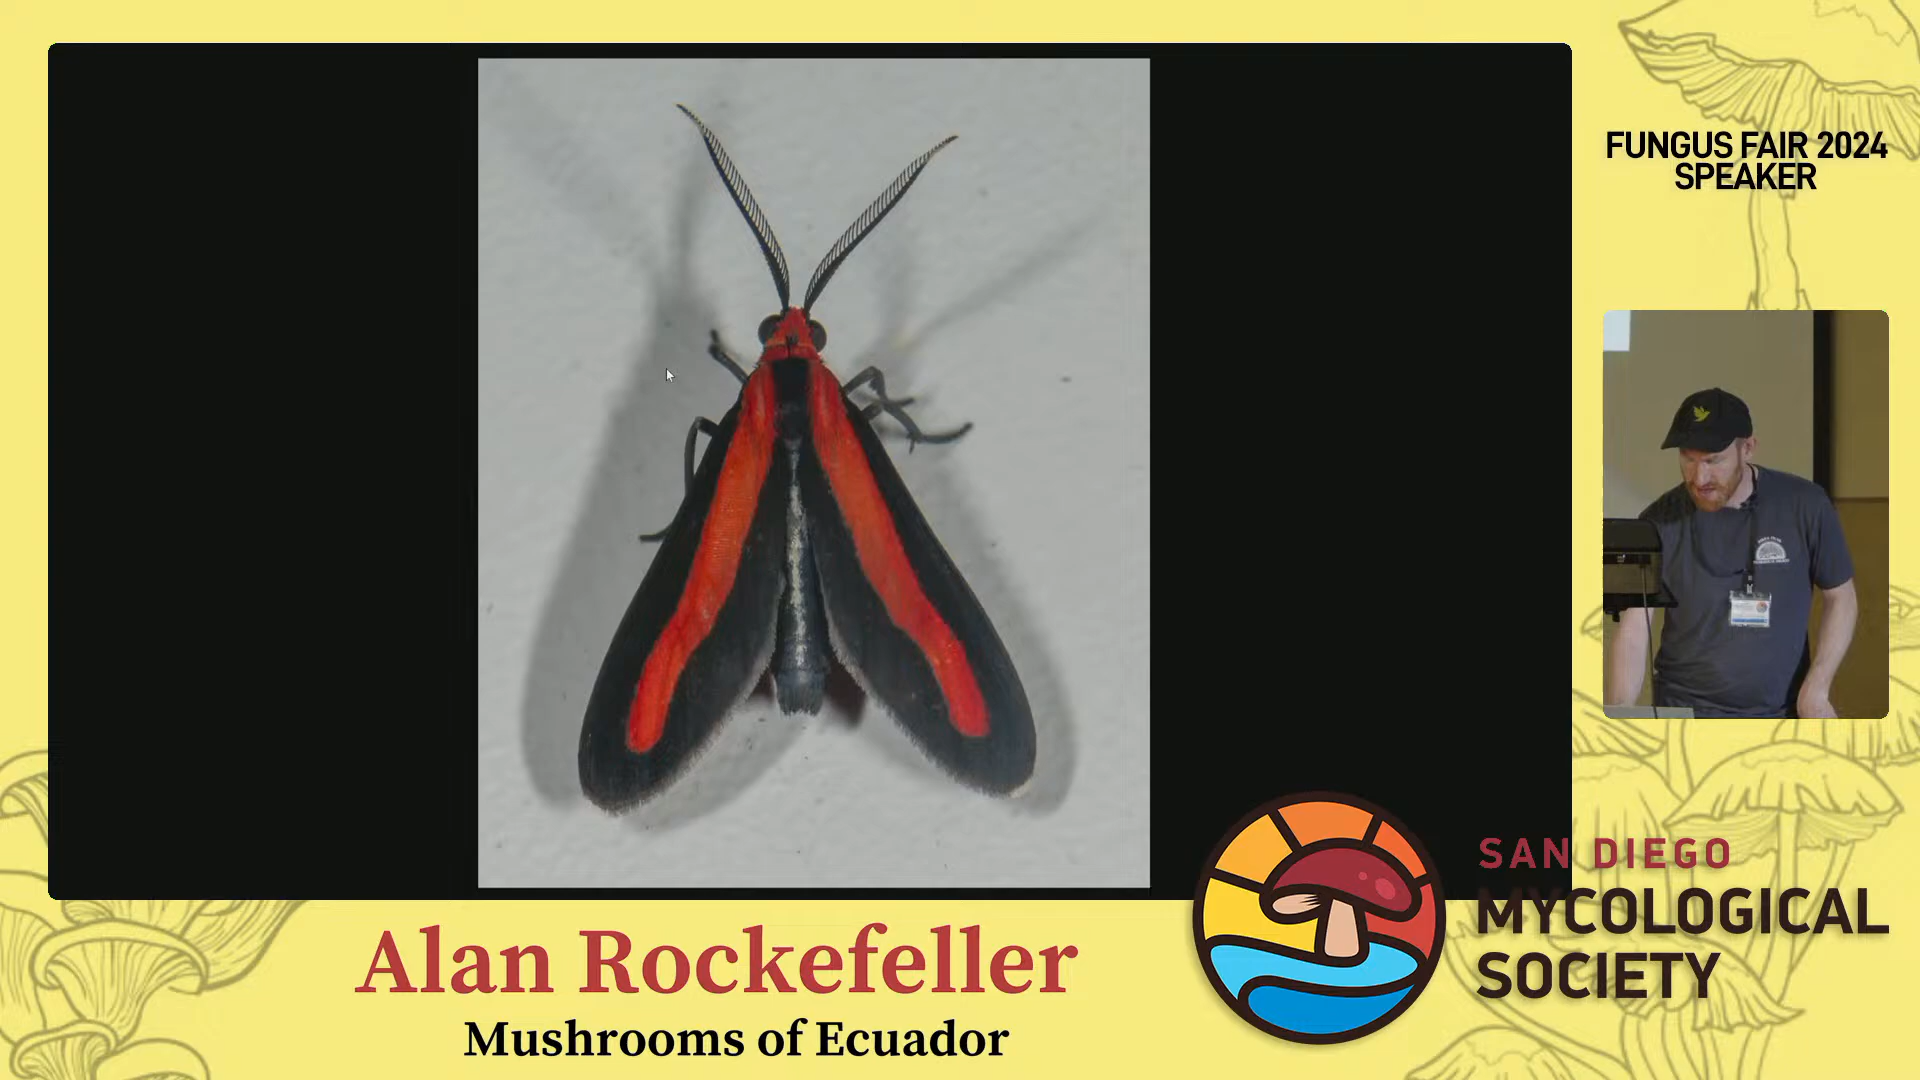 FUNGUS FAIR 2024
SPEAKER
SAN DIEGO
MYCOLOGICAL
SOCIETY
Alan Rockefeller
Mushrooms of Ecuador